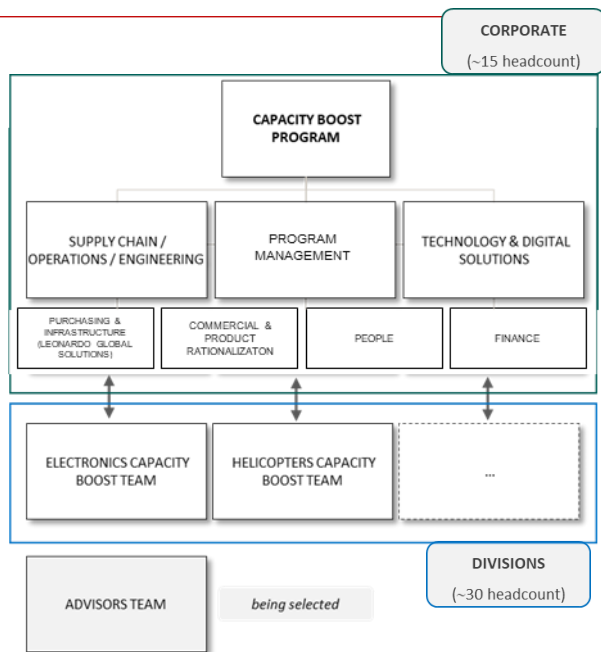 CORPORATE
(~15 headcount)
CAPACITY BOOST
PROGRAM
SUPPLY CHAIN /
OPERATIONS / ENGINEERING
PROGRAM
MANAGEMENT
TECHNOLOGY & DIGITAL
SOLUTIONS
PURCHASING &
INFRASTRUCTURE
(LEONARDO GLOBAL
SOLUTIONS)
COMMERCIAL &
PRODUCT
RATIONALIZATON
PEOPLE
FINANCE
ELECTRONICS CAPACITY
BOOST TEAM
HELICOPTERS CAPACITY
BOOST TEAM
...
DIVISIONS
(~30 headcount)
ADVISORS TEAM
being selected